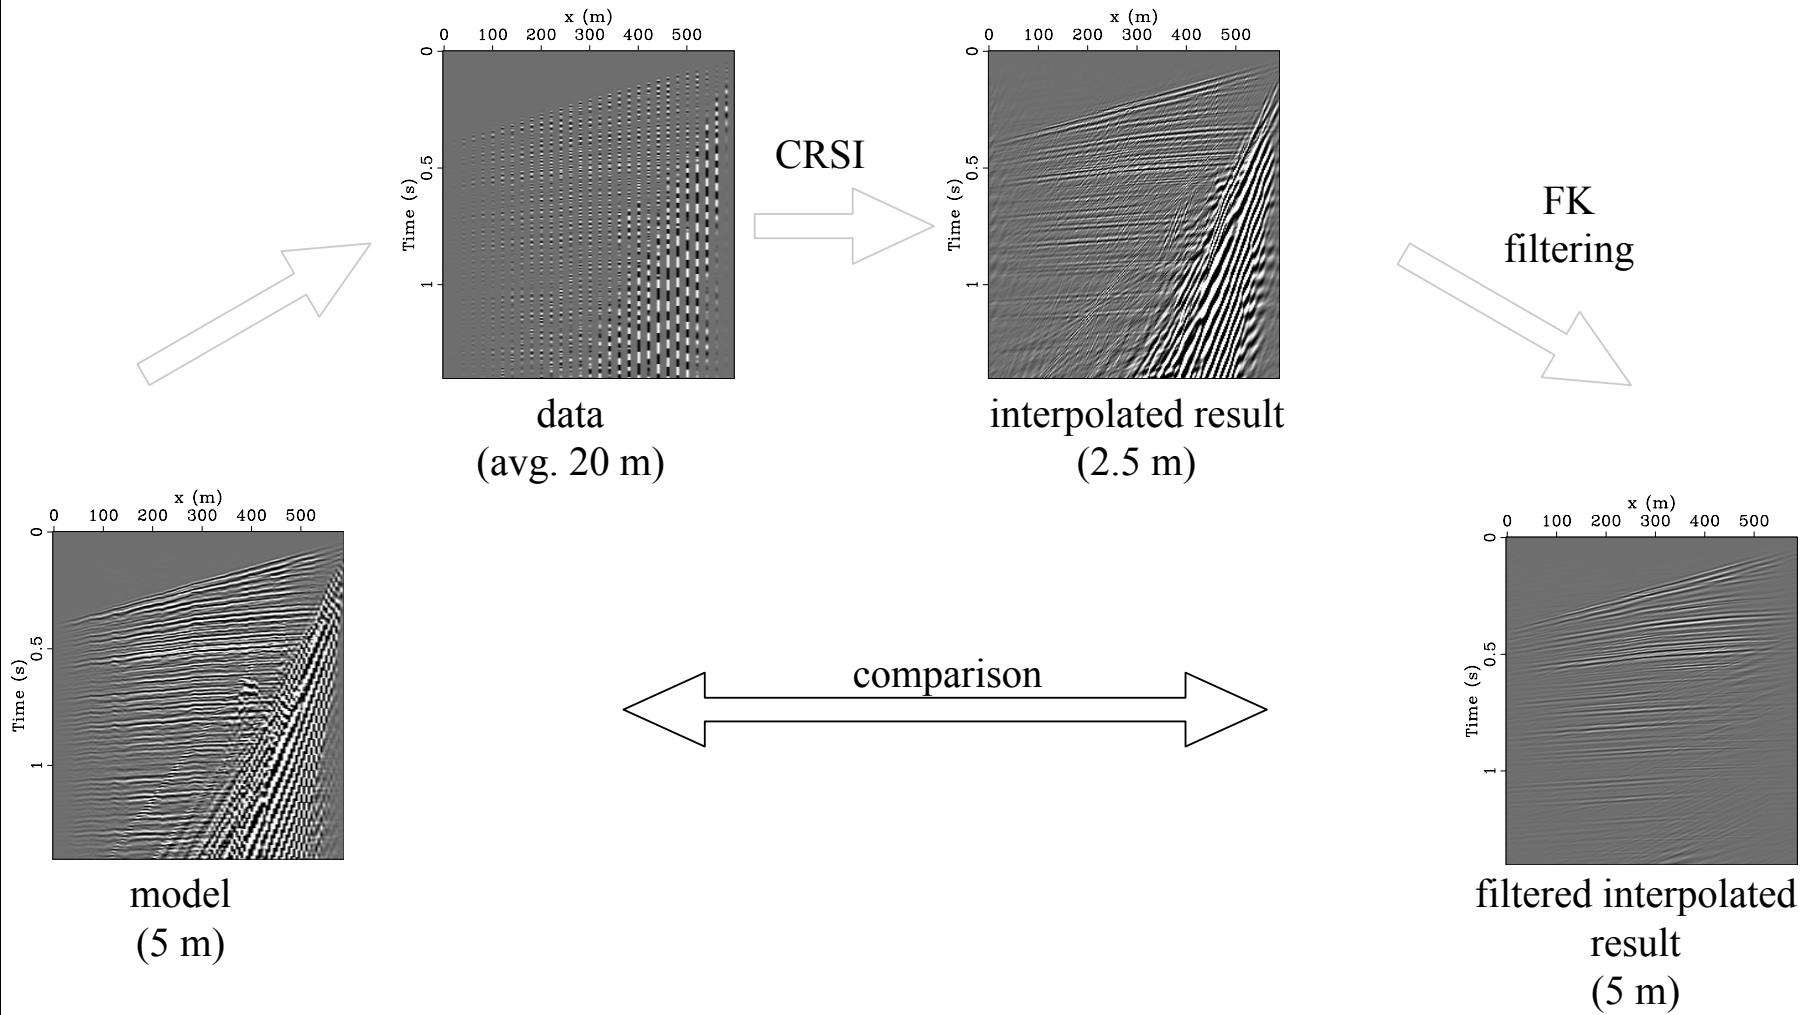 x (m)
0 100 200 300 400 500
0
0.5
1
Time (s)
data
(avg. 20 m)
CRSI
x (m)
0 100 200 300 400 500
0
0.5
1
Time (s)
interpolated result
(2.5 m)
FK
filtering
x (m)
0 100 200 300 400 500
0
0.5
1
Time (s)
model
(5 m)
comparison
x (m)
0 100 200 300 400 500
0
0.5
1
Time (s)
filtered interpolated
result
(5 m)